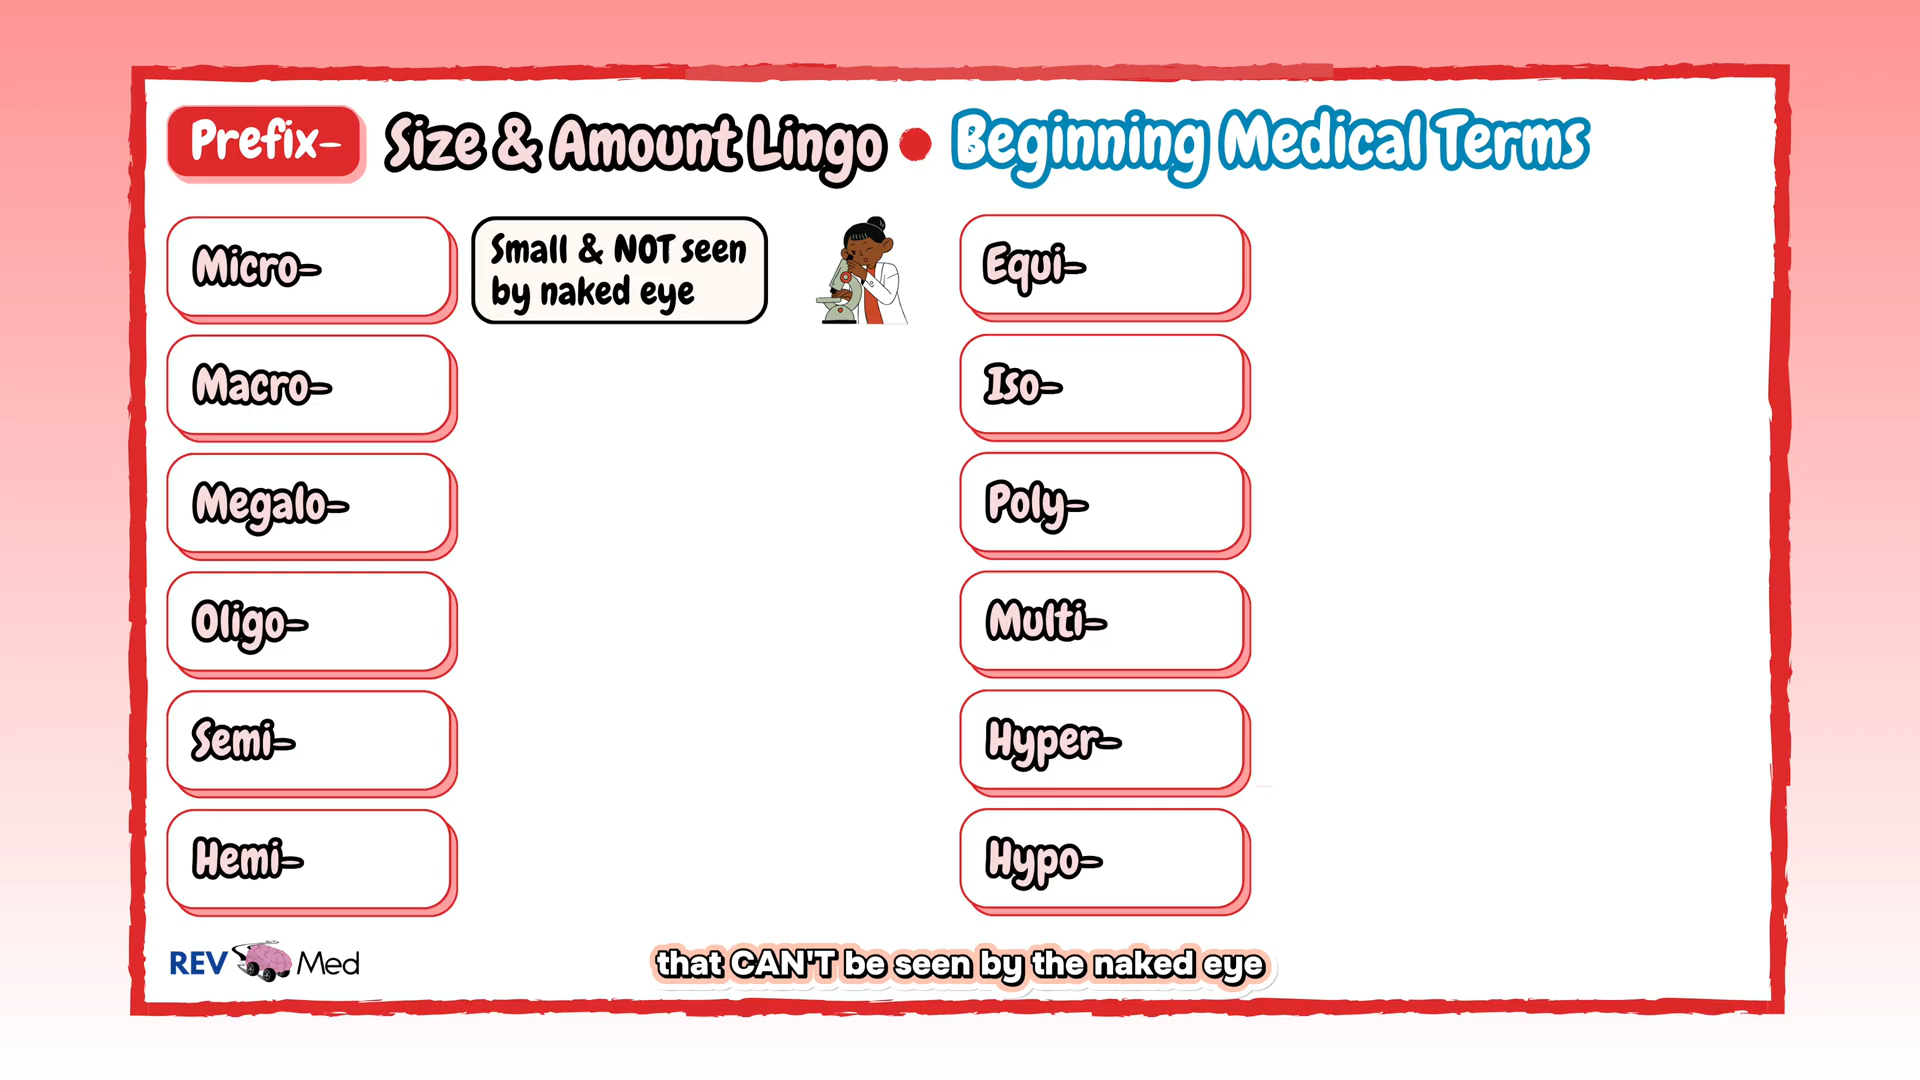 Prefix-
Size & Amount Lingo • Beginning Medical Terms
Micro-
Small & NOT seen
by naked eye
Macro-
Megalo-
Oligo-
Semi-
Hemi-
Equi-
Iso-
Poly-
Multi-
Hyper-
Hypo-
REV Med
that CAN'T be seen by the naked eye